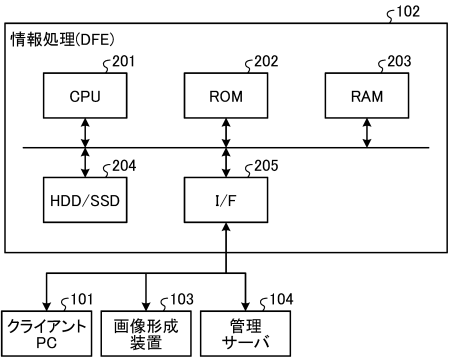 102
情報処理(DFE)
201
202
203
CPU
ROM
RAM
204
205
HDD/SSD
I/F
101
103
104
クライアント
PC
画像形成
装置
管理
サーバ